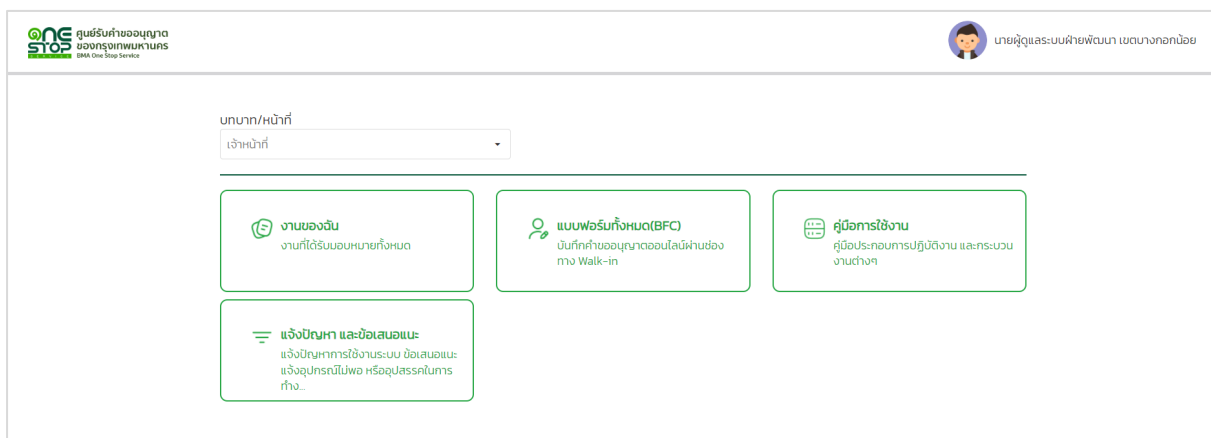 ONE STOP SERVICE
ศูนย์รับคำขออนุญาต
ของกรุงเทพมหานคร
BMA One Stop Service
นายผู้ดูแลระบบฝ่ายพัฒนา เขตบางกอกน้อย
บทบาท/หน้าที่
เจ้าหน้าที่
งานของฉัน
งานที่ได้รับมอบหมายทั้งหมด
แบบฟอร์มทั้งหมด(BFC)
บันทึกคำขออนุญาตออนไลน์ผ่านช่อง
ทาง Walk-in
คู่มือการใช้งาน
คู่มือประกอบการปฏิบัติงาน และกระบวน
งานต่างๆ
แจ้งปัญหา และข้อเสนอแนะ
แจ้งปัญหาการใช้งานระบบ ข้อเสนอแนะ
แจ้งอุปกรณ์ไม่พอ หรืออุปสรรคในการ
ทำง...